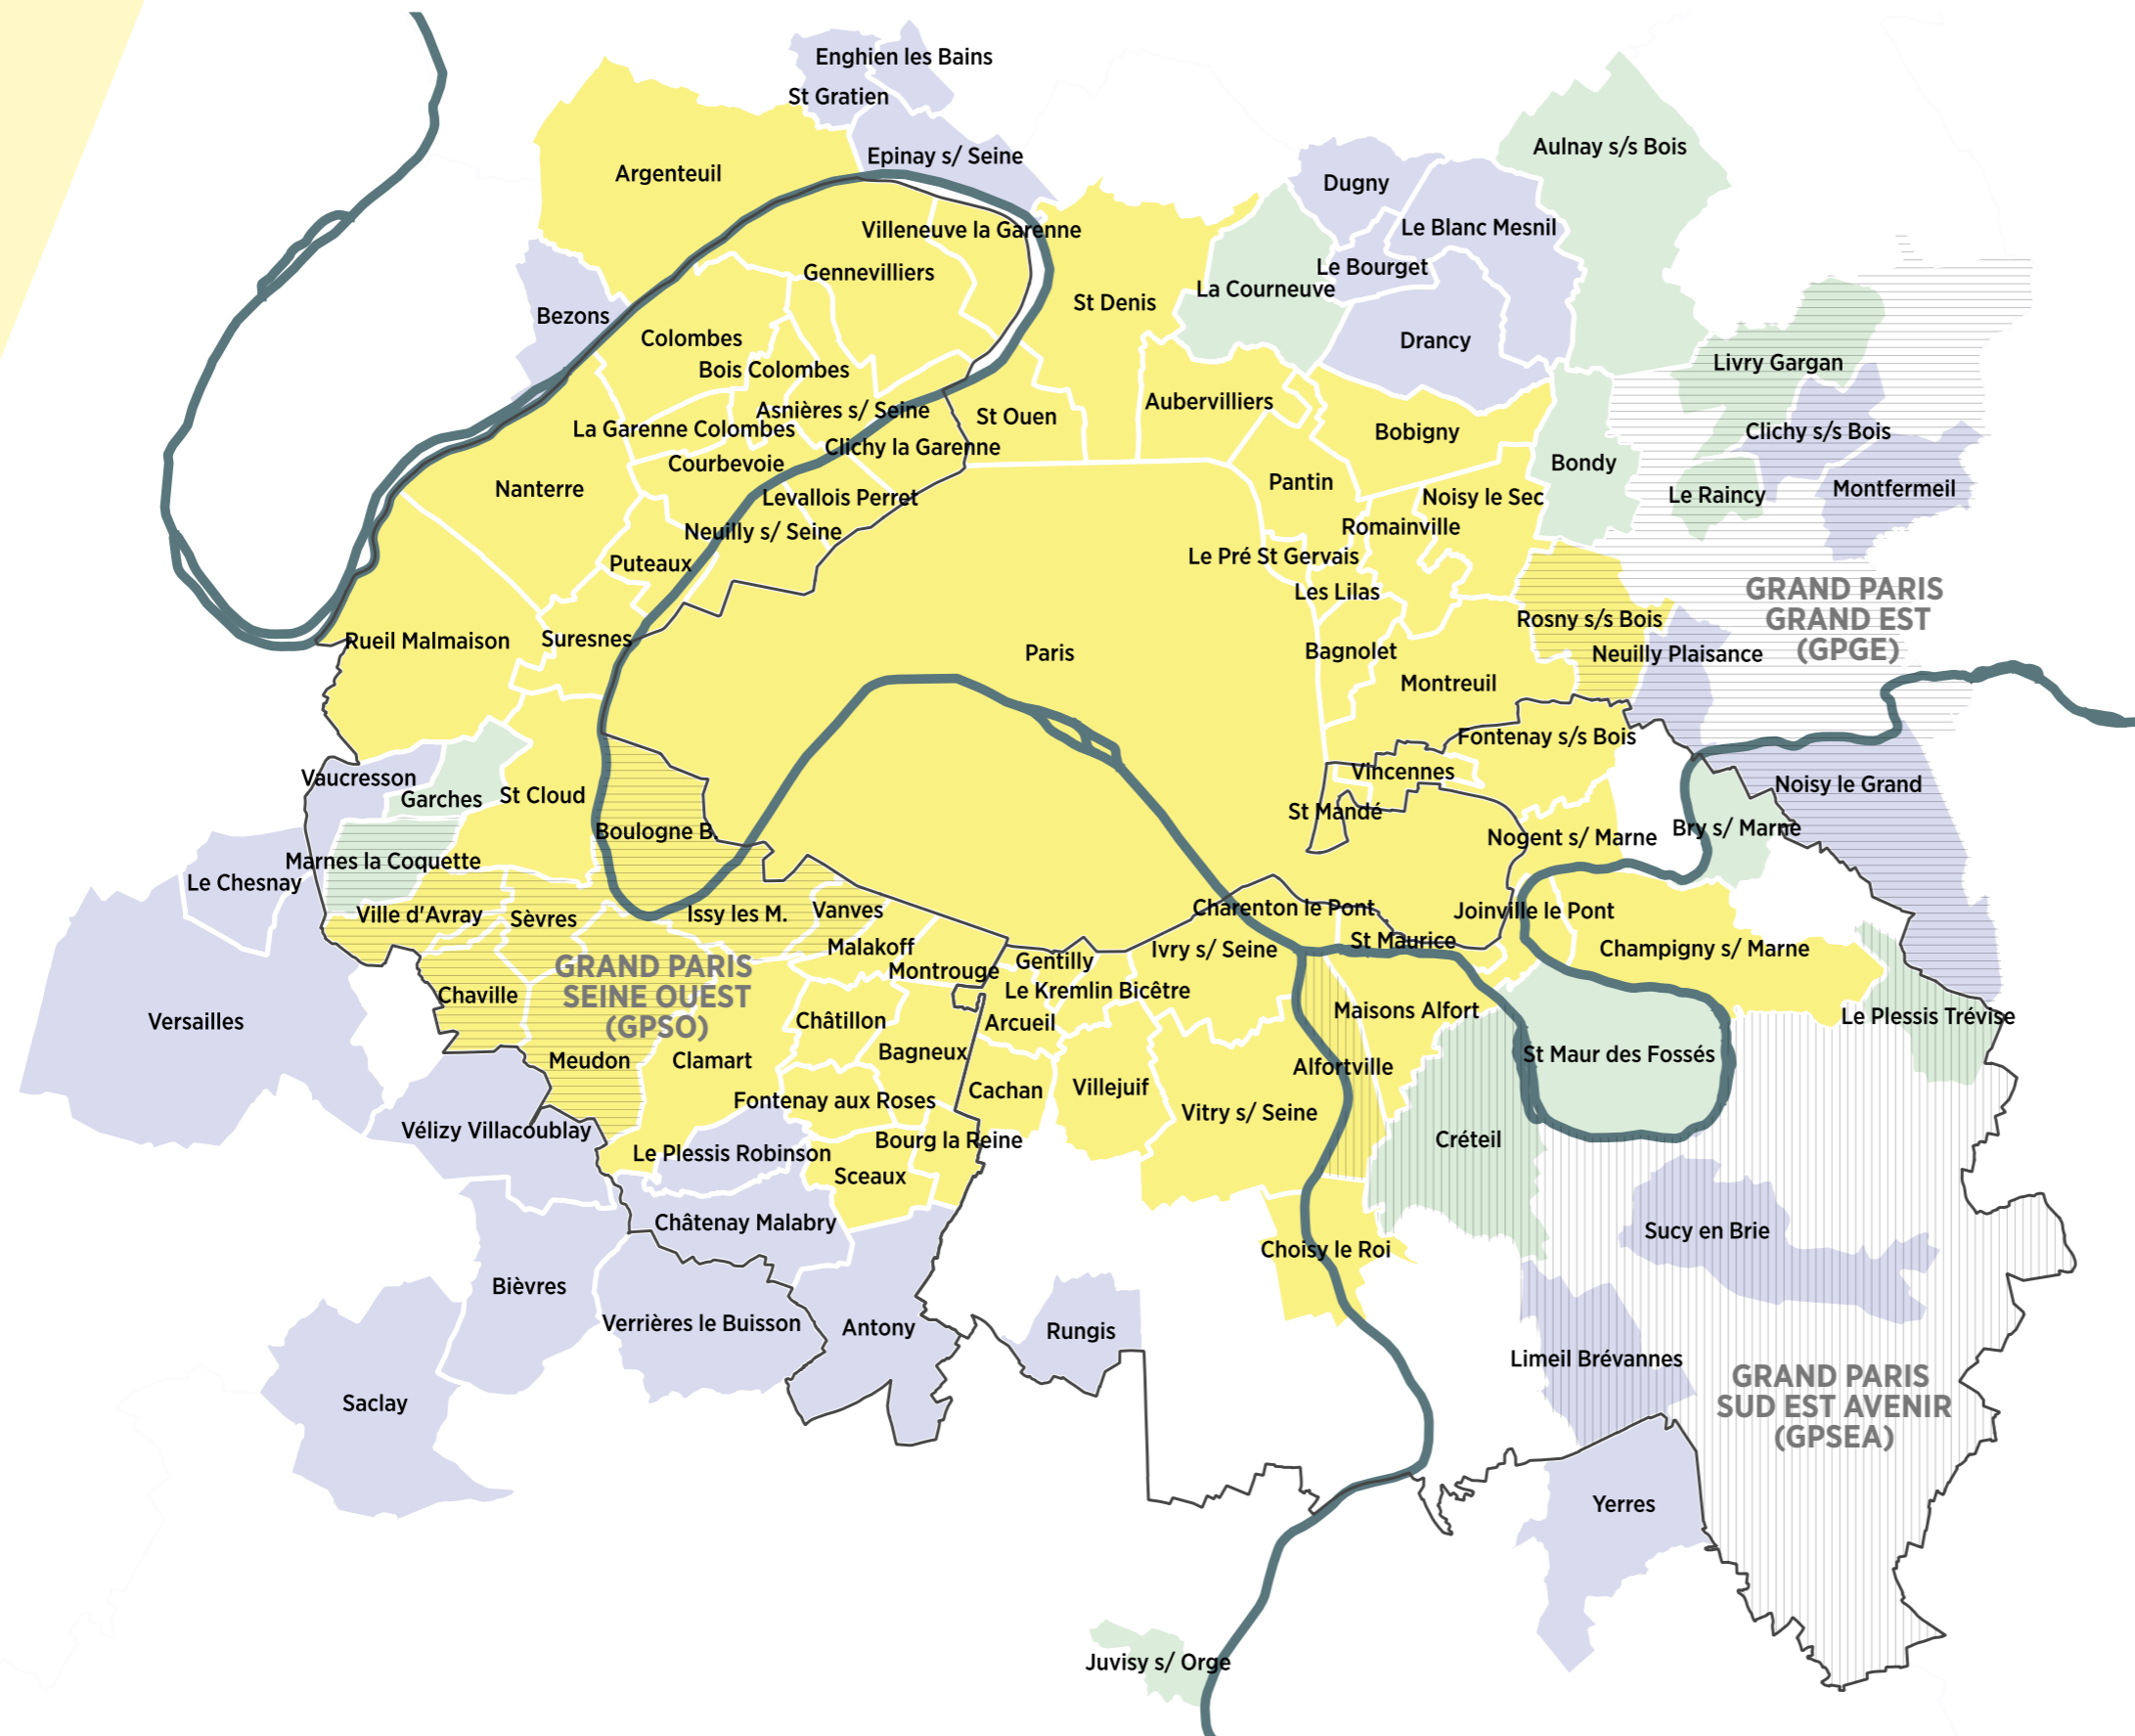 Enghien les Bains
St Gratien
Epinay s/ Seine
Argenteuil
Aulnay s/s Bois
Dugny
Le Blanc Mesnil
Villeneuve la Garenne
Gennevilliers
Le Bourget
La Courneuve
St Denis
Bezons
Colombes
Drancy
Bois Colombes
Livry Gargan
Asnières s/ Seine
La Garenne Colombes
St Ouen
Aubervilliers
Bobigny
Clichy s/s Bois
Clichy la Garenne
Courbevoie
Bondy
Nanterre
Levallois Perret
Pantin
Noisy le Sec
Le Raincy
Montfermeil
Neuilly s/ Seine
Romainville
Puteaux
Le Pré St Gervais
Les Lilas
GRAND PARIS
GRAND EST
(GPGE)
Rosny s/s Bois
Rueil Malmaison
Suresnes
Paris
Bagnolet
Neuilly Plaisance
Montreuil
Fontenay s/s Bois
Vaucresson
Garches
St Cloud
Vincennes
Noisy le Grand
St Mandé
Boulogne B.
Nogent s/ Marne
Bry s/ Marne
Marnes la Coquette
Le Chesnay
Ville d'Avray
Sèvres
Issy les M.
Vanves
Charenton le Pont
Joinville le Pont
Malakoff
Ivry s/ Seine
St Maurice
Champigny s/ Marne
GRAND PARIS
SEINE OUEST
(GPSO)
Montrouge
Gentilly
Chaville
Le Kremlin Bicêtre
Versailles
Châtillon
Arcueil
Maisons Alfort
Le Plessis Trévise
Meudon
Clamart
Bagneux
St Maur des Fossés
Alfortville
Fontenay aux Roses
Cachan
Villejuif
Vitry s/ Seine
Vélizy Villacoublay
Le Plessis Robinson
Bourg la Reine
Créteil
Sceaux
Châtenay Malabry
Choisy le Roi
Sucy en Brie
Bièvres
Verrières le Buisson
Antony
Rungis
Limeil Brévannes
Saclay
GRAND PARIS
SUD EST AVENIR
(GPSEA)
Yerres
Juvisy s/ Orge